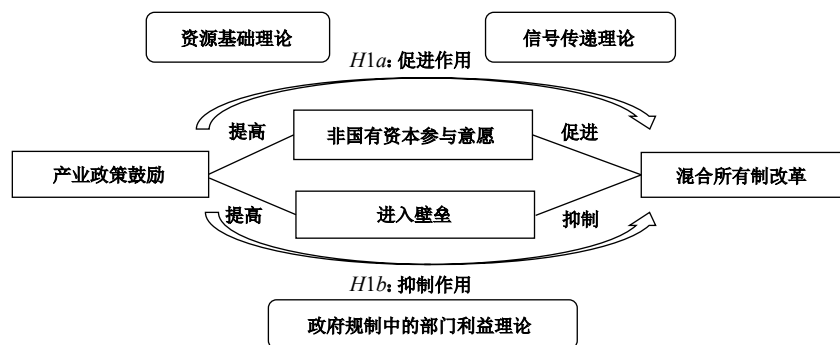 资源基础理论
信号传递理论
H1a: 促进作用
提高
非国有资本参与意愿
促进
产业政策鼓励
混合所有制改革
提高
进入壁垒
抑制
H1b: 抑制作用
政府规制中的部门利益理论